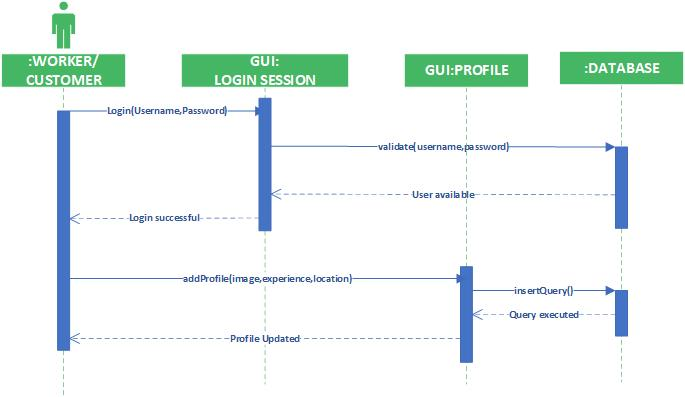 :WORKER/
CUSTOMER
GUI:
LOGIN SESSION
GUI:PROFILE
:DATABASE
Login(Username,Password)
validate(username,password)
User available
Login successful
addProfile(image,experience,location)
insertQuery()
Query executed
Profile Updated